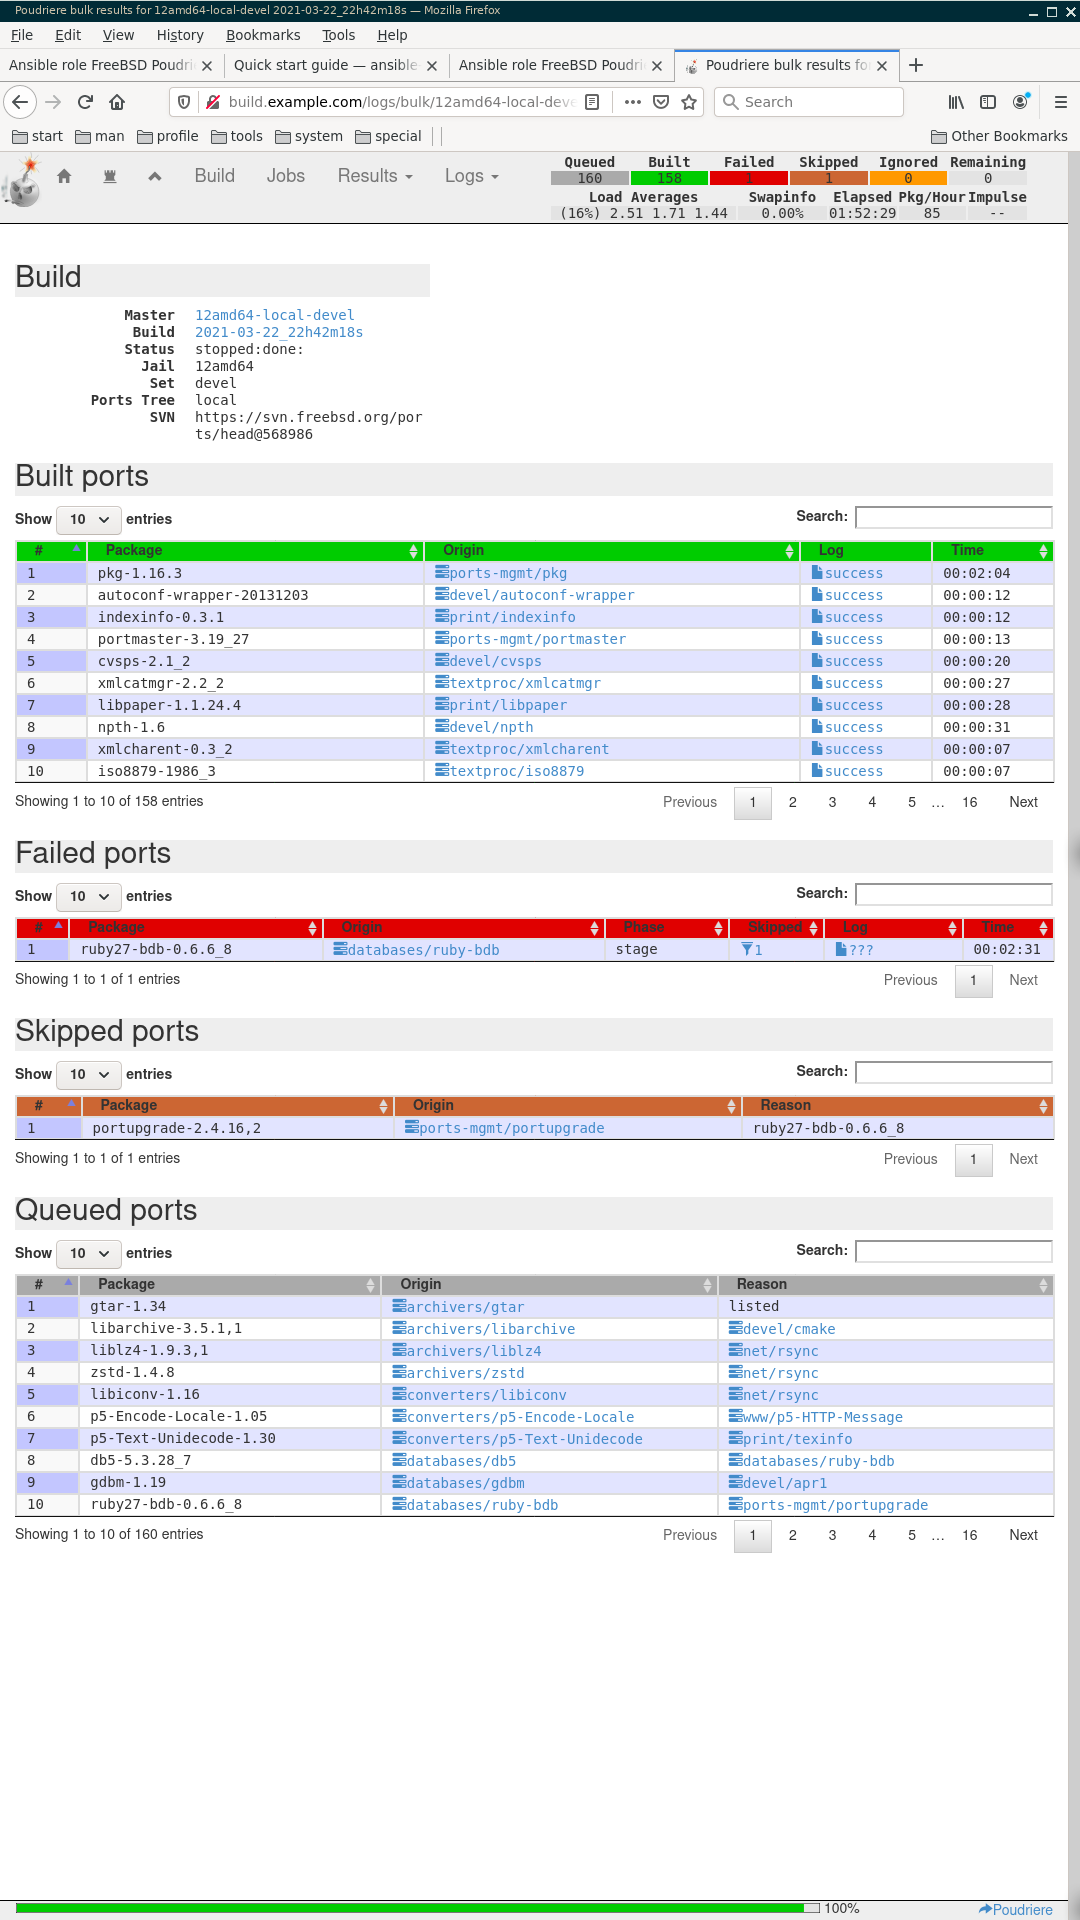 Poudriere bulk results for 12amd64-local-devel 2021-03-22_22h42m18s — Mozilla Firefox
File Edit View History Bookmarks Tools Help
Ansible role FreeBSD Poudri Quick start guide — ansible Ansible role FreeBSD Poudri Poudriere bulk results fo
build.example.com/logs/bulk/12amd64-local-deve Search
start man profile tools system special Other Bookmarks
Build Jobs Results Logs
Queued Built Failed Skipped Ignored Remaining
160 158 1 1 0 0
Load Averages Swapinfo Elapsed Pkg/Hour Impulse
(16%) 2.51 1.71 1.44 0.00% 01:52:29 85 --
Build
Master 12amd64-local-devel
Build 2021-03-22_22h42m18s
Status stopped:done:
Jail 12amd64
Set devel
Ports Tree local
SVN https://svn.freebsd.org/por
ts/head@568986
Built ports
Show 10 entries Search:
# Package Origin Log Time
1 pkg-1.16.3 ports-mgmt/pkg success 00:02:04
2 autoconf-wrapper-20131203 devel/autoconf-wrapper success 00:00:12
3 indexinfo-0.3.1 print/indexinfo success 00:00:12
4 portmaster-3.19_27 ports-mgmt/portmaster success 00:00:13
5 cvsps-2.1_2 devel/cvsps success 00:00:20
6 xmlcatmgr-2.2_2 textproc/xmlcatmgr success 00:00:27
7 libpaper-1.1.24.4 print/libpaper success 00:00:28
8 npth-1.6 devel/npth success 00:00:31
9 xmlcharent-0.3_2 textproc/xmlcharent success 00:00:07
10 iso8879-1986_3 textproc/iso8879 success 00:00:07
Showing 1 to 10 of 158 entries Previous 1 2 3 4 5 … 16 Next
Failed ports
Show 10 entries Search:
# Package Origin Phase Skipped Log Time
1 ruby27-bdb-0.6.6_8 databases/ruby-bdb stage 1 ??? 00:02:31
Showing 1 to 1 of 1 entries Previous 1 Next
Skipped ports
Show 10 entries Search:
# Package Origin Reason
1 portupgrade-2.4.16,2 ports-mgmt/portupgrade ruby27-bdb-0.6.6_8
Showing 1 to 1 of 1 entries Previous 1 Next
Queued ports
Show 10 entries Search:
# Package Origin Reason
1 gtar-1.34 archivers/gtar listed
2 libarchive-3.5.1,1 archivers/libarchive devel/cmake
3 liblz4-1.9.3,1 archivers/liblz4 net/rsync
4 zstd-1.4.8 archivers/zstd net/rsync
5 libiconv-1.16 converters/libiconv net/rsync
6 p5-Encode-Locale-1.05 converters/p5-Encode-Locale www/p5-HTTP-Message
7 p5-Text-Unidecode-1.30 converters/p5-Text-Unidecode print/texinfo
8 db5-5.3.28_7 databases/db5 databases/ruby-bdb
9 gdbm-1.19 databases/gdbm devel/apr1
10 ruby27-bdb-0.6.6_8 databases/ruby-bdb ports-mgmt/portupgrade
Showing 1 to 10 of 160 entries Previous 1 2 3 4 5 … 16 Next
100% Poudriere